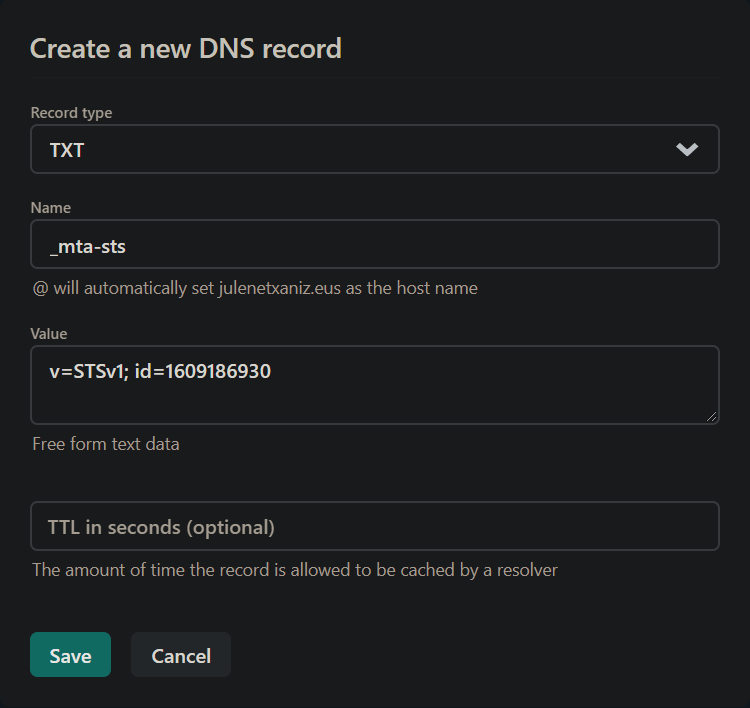 Create a new DNS record
Record type
TXT
Name
_mta-sts
@ will automatically set julenetxaniz.eus as the host name
Value
v=STSv1; id=1609186930
Free form text data
TTL in seconds (optional)
The amount of time the record is allowed to be cached by a resolver
Save Cancel